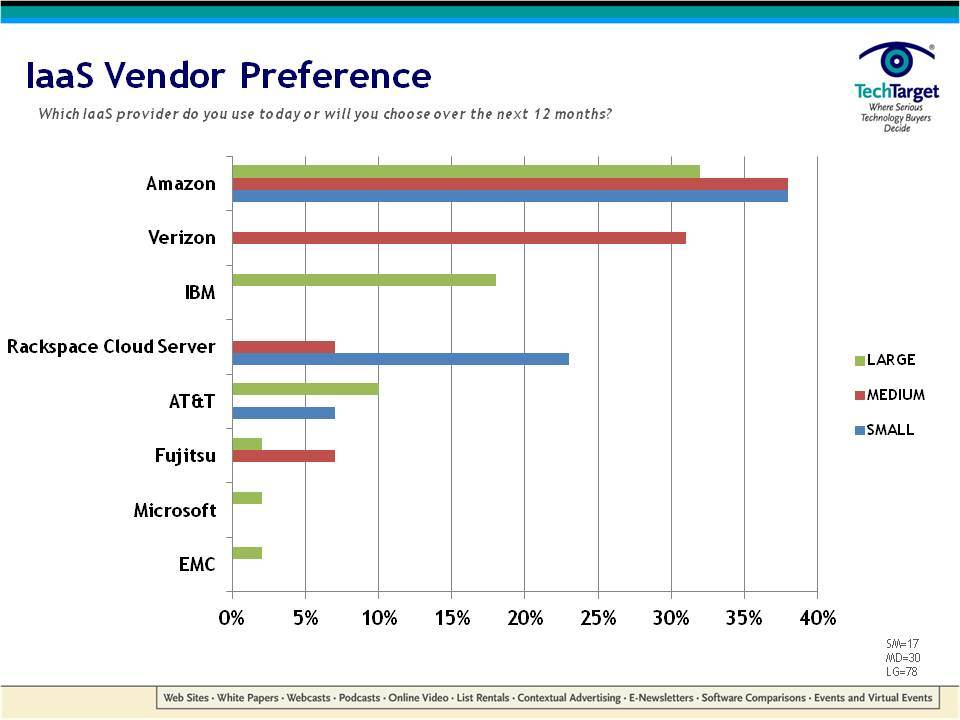 IaaS Vendor Preference
Which IaaS provider do you use today or will you choose over the next 12 months?
®
TechTarget
Where Serious
Technology Buyers
Decide
Amazon
Verizon
IBM
Rackspace Cloud Server
AT&T
Fujitsu
Microsoft
EMC
0% 5% 10% 15% 20% 25% 30% 35% 40%
LARGE
MEDIUM
SMALL
SM=17
MD=30
LG=78
Web Sites • White Papers • Webcasts • Podcasts • Online Video • List Rentals • Contextual Advertising • E-Newsletters • Software Comparisons • Events and Virtual Events